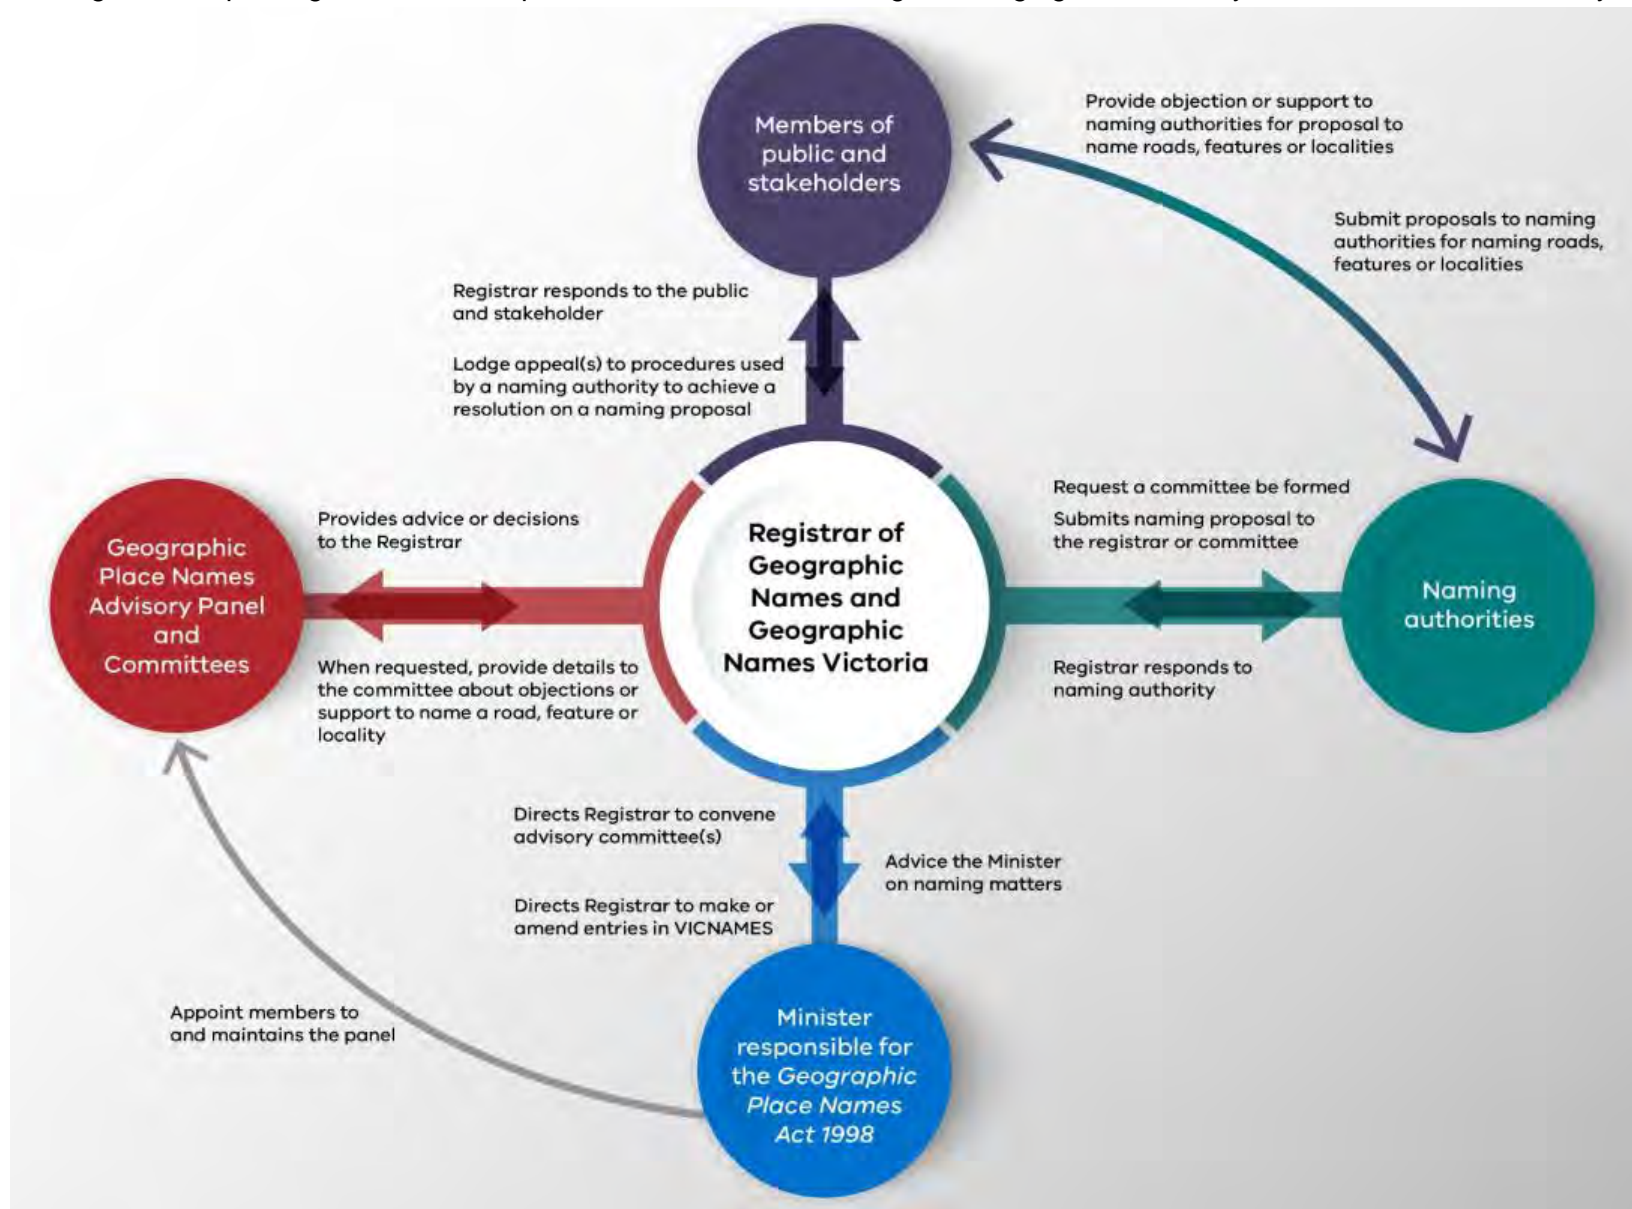 Members of
public and
stakeholders
Provide objection or support to
naming authorities for proposal to
name roads, features or localities
Submit proposals to naming
authorities for naming roads,
features or localities
Registrar responds to the public
and stakeholder
Lodge appeal(s) to procedures used
by a naming authority to achieve a
resolution on a naming proposal
Geographic
Place Names
Advisory Panel
and
Committees
Provides advice or decisions
to the Registrar
When requested, provide details to
the committee about objections or
support to name a road, feature or
locality
Registrar of
Geographic
Names and
Geographic
Names Victoria
Request a committee be formed
Submits naming proposal to
the registrar or committee
Registrar responds to
naming authority
Naming
authorities
Directs Registrar to convene
advisory committee(s)
Directs Registrar to make or
amend entries in VICNAMES
Advice the Minister
on naming matters
Appoint members to
and maintains the panel
Minister
responsible for
the Geographic
Place Names
Act 1998